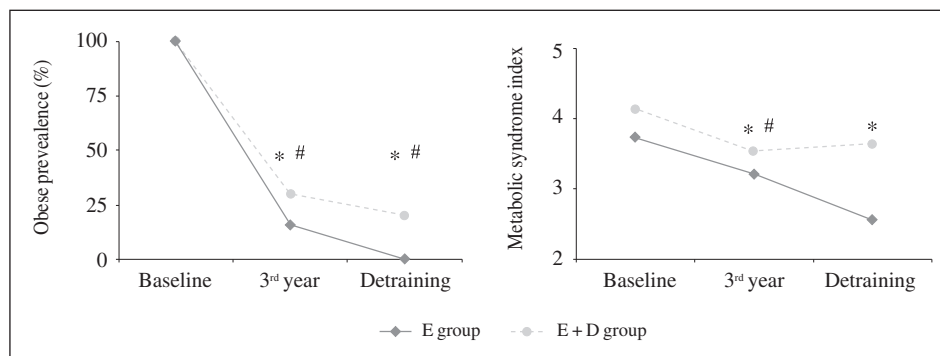 Obese prevealence (%)
100
75
50
25
0
* #
* #
Baseline
3rd year
Detraining
Metabolic syndrome index
5
4
3
2
* #
*
Baseline
3rd year
Detraining
E group
E + D group